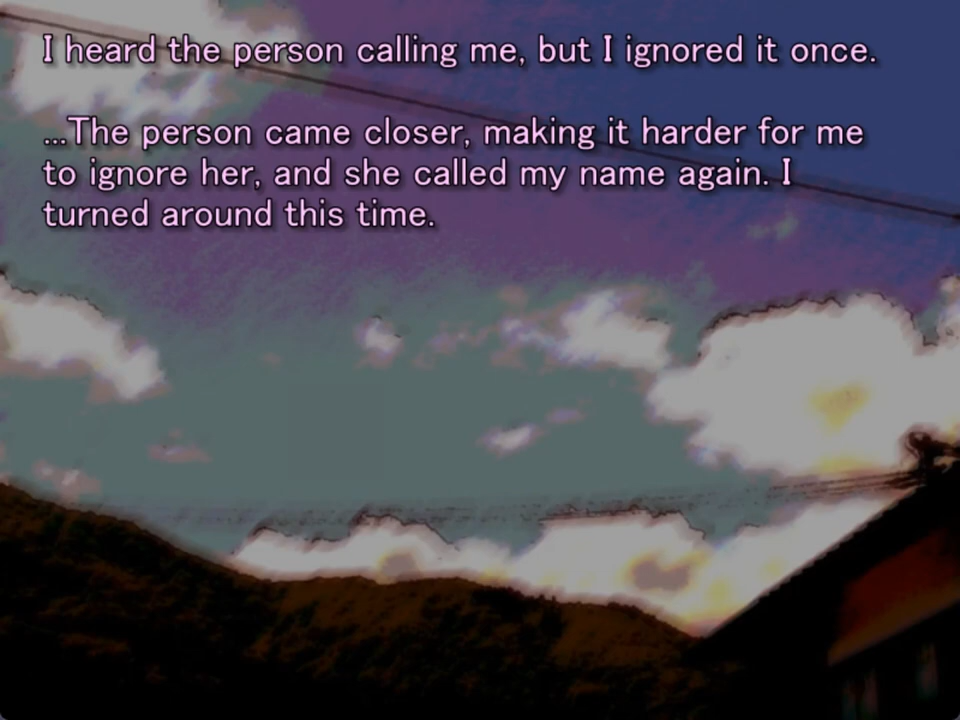 I heard the person calling me, but I ignored it once.
...The person came closer, making it harder for me
to ignore her, and she called my name again. I
turned around this time.